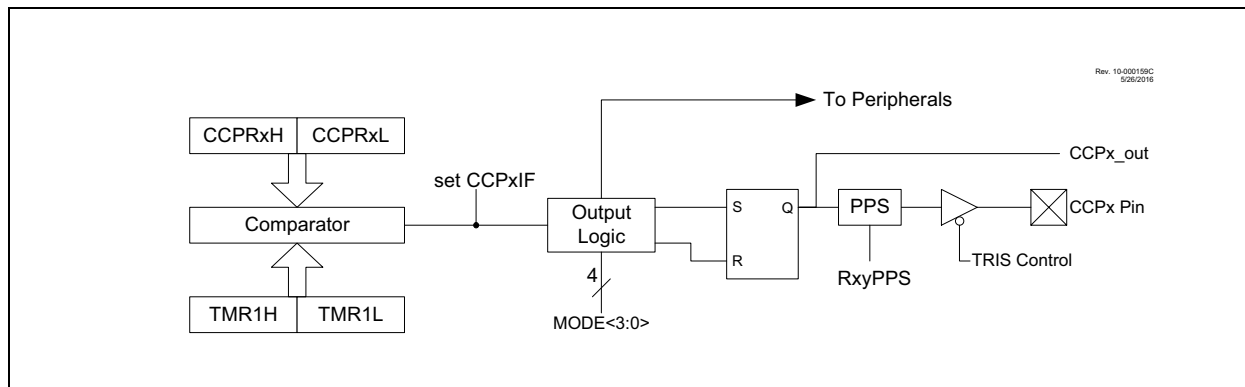 Rev. 10-000159C
5/26/2016
To Peripherals
CCPRxH CCPRxL
CCPx_out
set CCPxIF
Comparator
Output
Logic
S Q
R
PPS
CCPx Pin
TRIS Control
RxyPPS
4
TMR1H TMR1L
MODE<3:0>